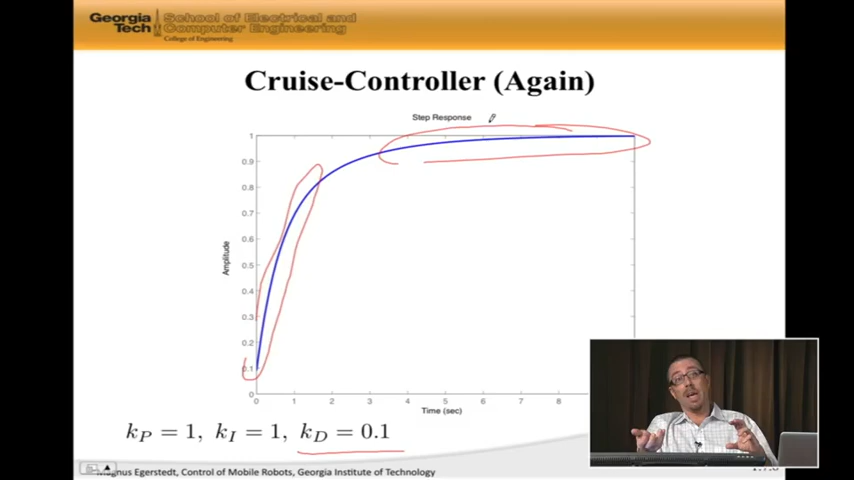 Georgia Tech
School of Electrical and Computer Engineering
College of Engineering
Cruise-Controller (Again)
Step Response
1
0.9
0.8
0.7
0.6
0.5
0.4
0.3
0.2
0.1
0
Amplitude
0 1 2 3 4 5 6 7 8
Time (sec)
k_P = 1, k_I = 1, k_D = 0.1
Magnus Egerstedt, Control of Mobile Robots, Georgia Institute of Technology